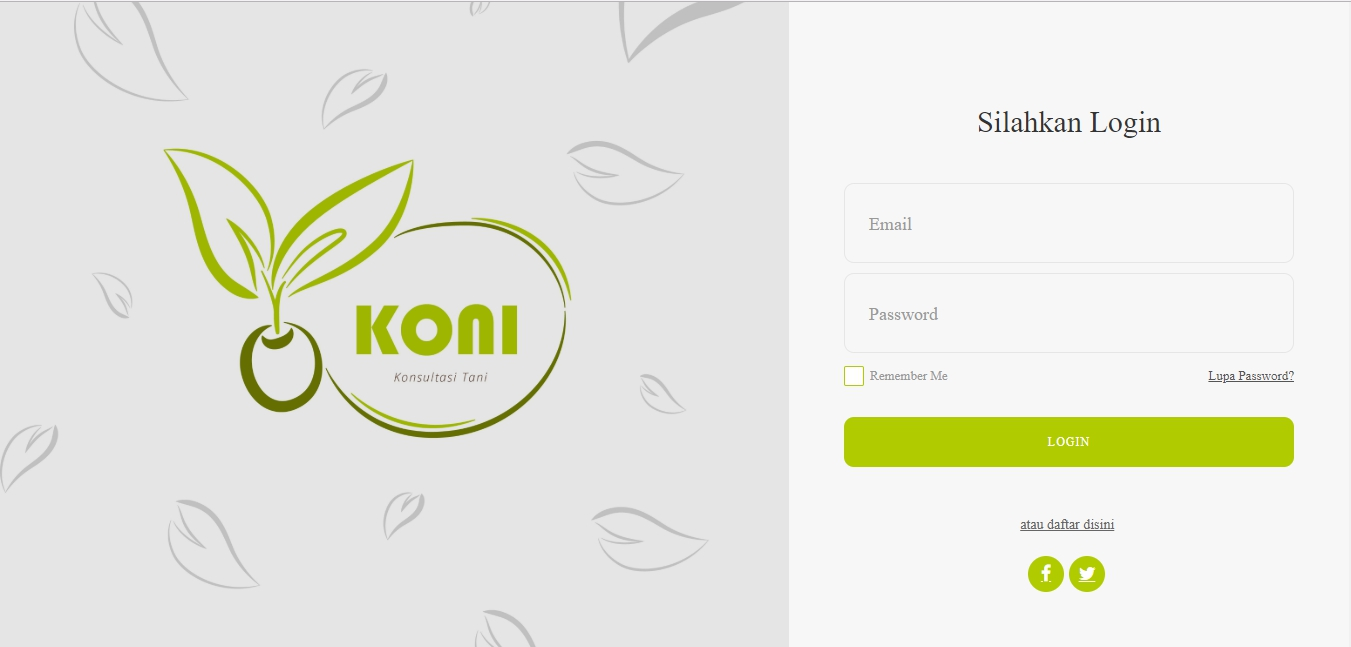 KONI
Konsultasi Tani
Silahkan Login
Email
Password
Remember Me
Lupa Password?
LOGIN
atau daftar disini